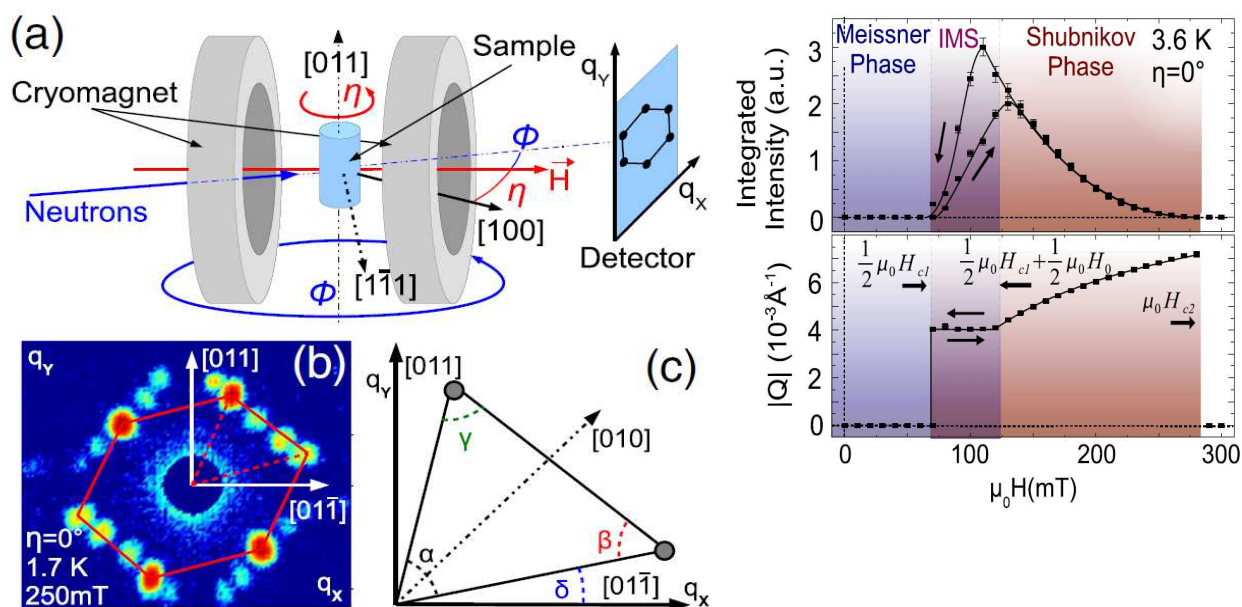 (a)
[011]
Sample
η
Cryomagnet
Φ
H
η
Neutrons
[100]
[11̄1]
Φ
q_Y
q_X
Detector
q_Y
[011]
(b)
[011̄]
η=0°
1.7 K
250mT
q_X
(c)
q_Y
[011]
γ
[010]
α
β
δ
[011̄]
q_X
Integrated
Intensity (a.u.)
3
2
1
0
Meissner
Phase
IMS
Shubnikov
Phase
3.6 K
η=0°
|Q| (10⁻³Å⁻¹)
6
4
2
0
½ μ₀H_c1
½ μ₀H_c1 + ½ μ₀H₀
μ₀H_c2
0 100 200 300
μ₀H(mT)